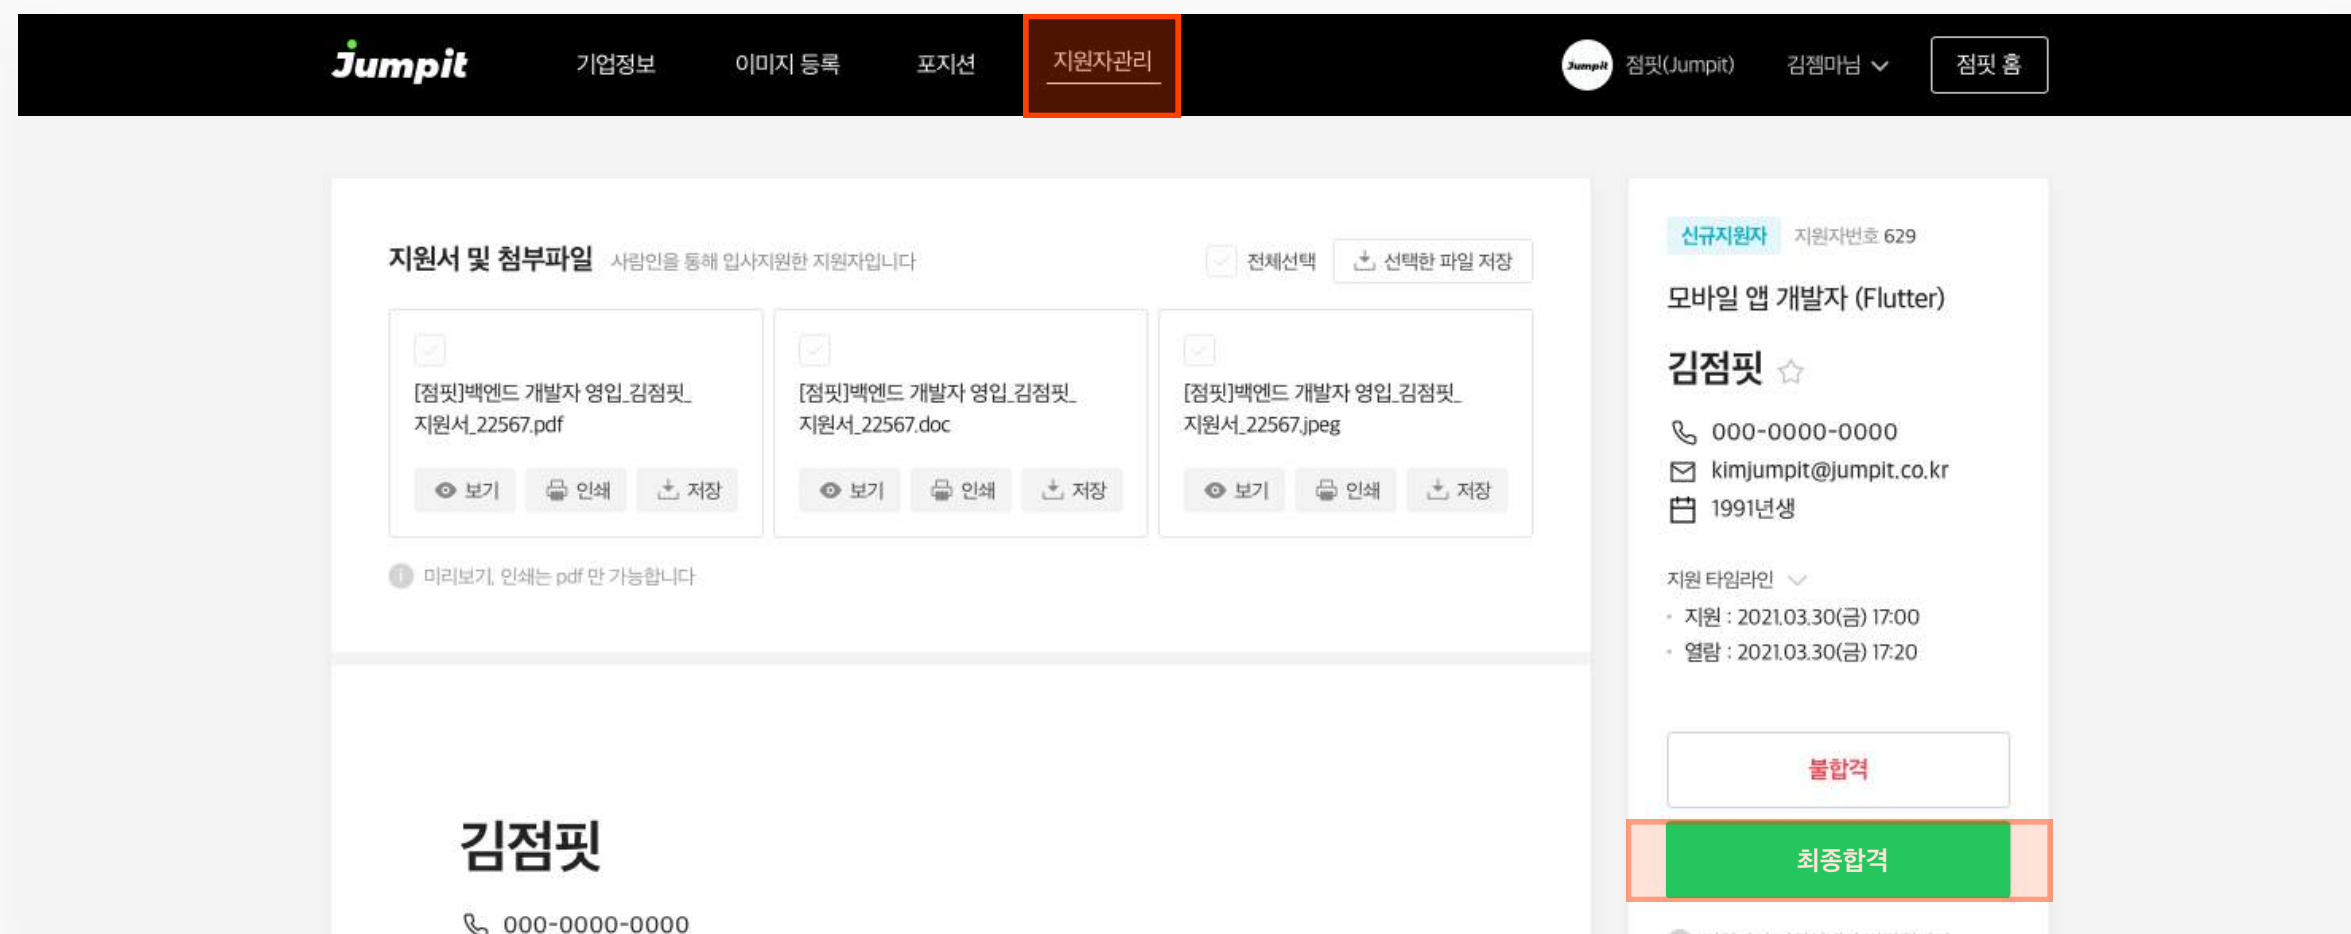 Jumpit 기업정보 이미지 등록 포지션 지원자관리 Jumpit 점핏(Jumpit) 김젬마님 점핏 홈
지원서 및 첨부파일 사람인을 통해 입사지원한 지원자입니다 전체선택 선택한 파일 저장
[점핏]백엔드 개발자 영입_김점핏_
지원서_22567.pdf
보기 인쇄 저장
[점핏]백엔드 개발자 영입_김점핏_
지원서_22567.doc
보기 인쇄 저장
[점핏]백엔드 개발자 영입_김점핏_
지원서_22567.jpeg
보기 인쇄 저장
미리보기, 인쇄는 pdf 만 가능합니다
김점핏
000-0000-0000
신규지원자 지원자번호 629
모바일 앱 개발자 (Flutter)
김점핏
000-0000-0000
kimjumpit@jumpit.co.kr
1991년생
지원 타임라인
· 지원 : 2021.03.30(금) 17:00
· 열람 : 2021.03.30(금) 17:20
불합격
최종합격